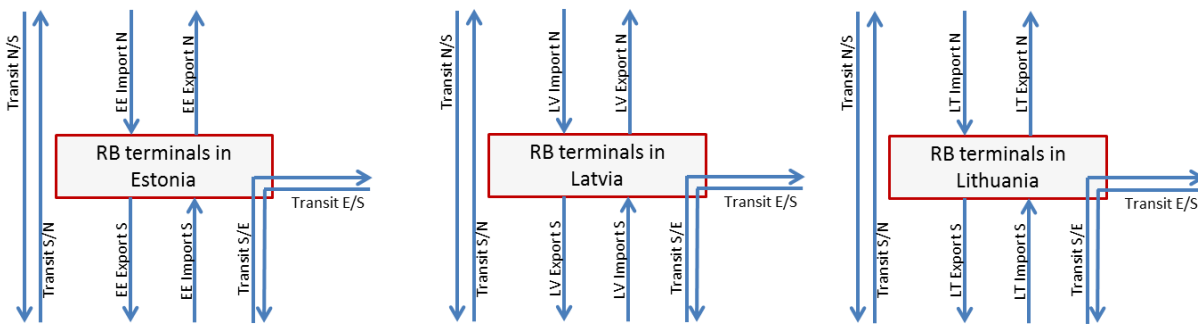 Transit N/S
EE Import N
EE Export N
RB terminals in
Estonia
Transit E/S
Transit S/N
EE Export S
EE Import S
Transit S/E
Transit N/S
LV Import N
LV Export N
RB terminals in
Latvia
Transit E/S
Transit S/N
LV Export S
LV Import S
Transit S/E
Transit N/S
LT Import N
LT Export N
RB terminals in
Lithuania
Transit E/S
Transit S/N
LT Export S
LT Import S
Transit S/E